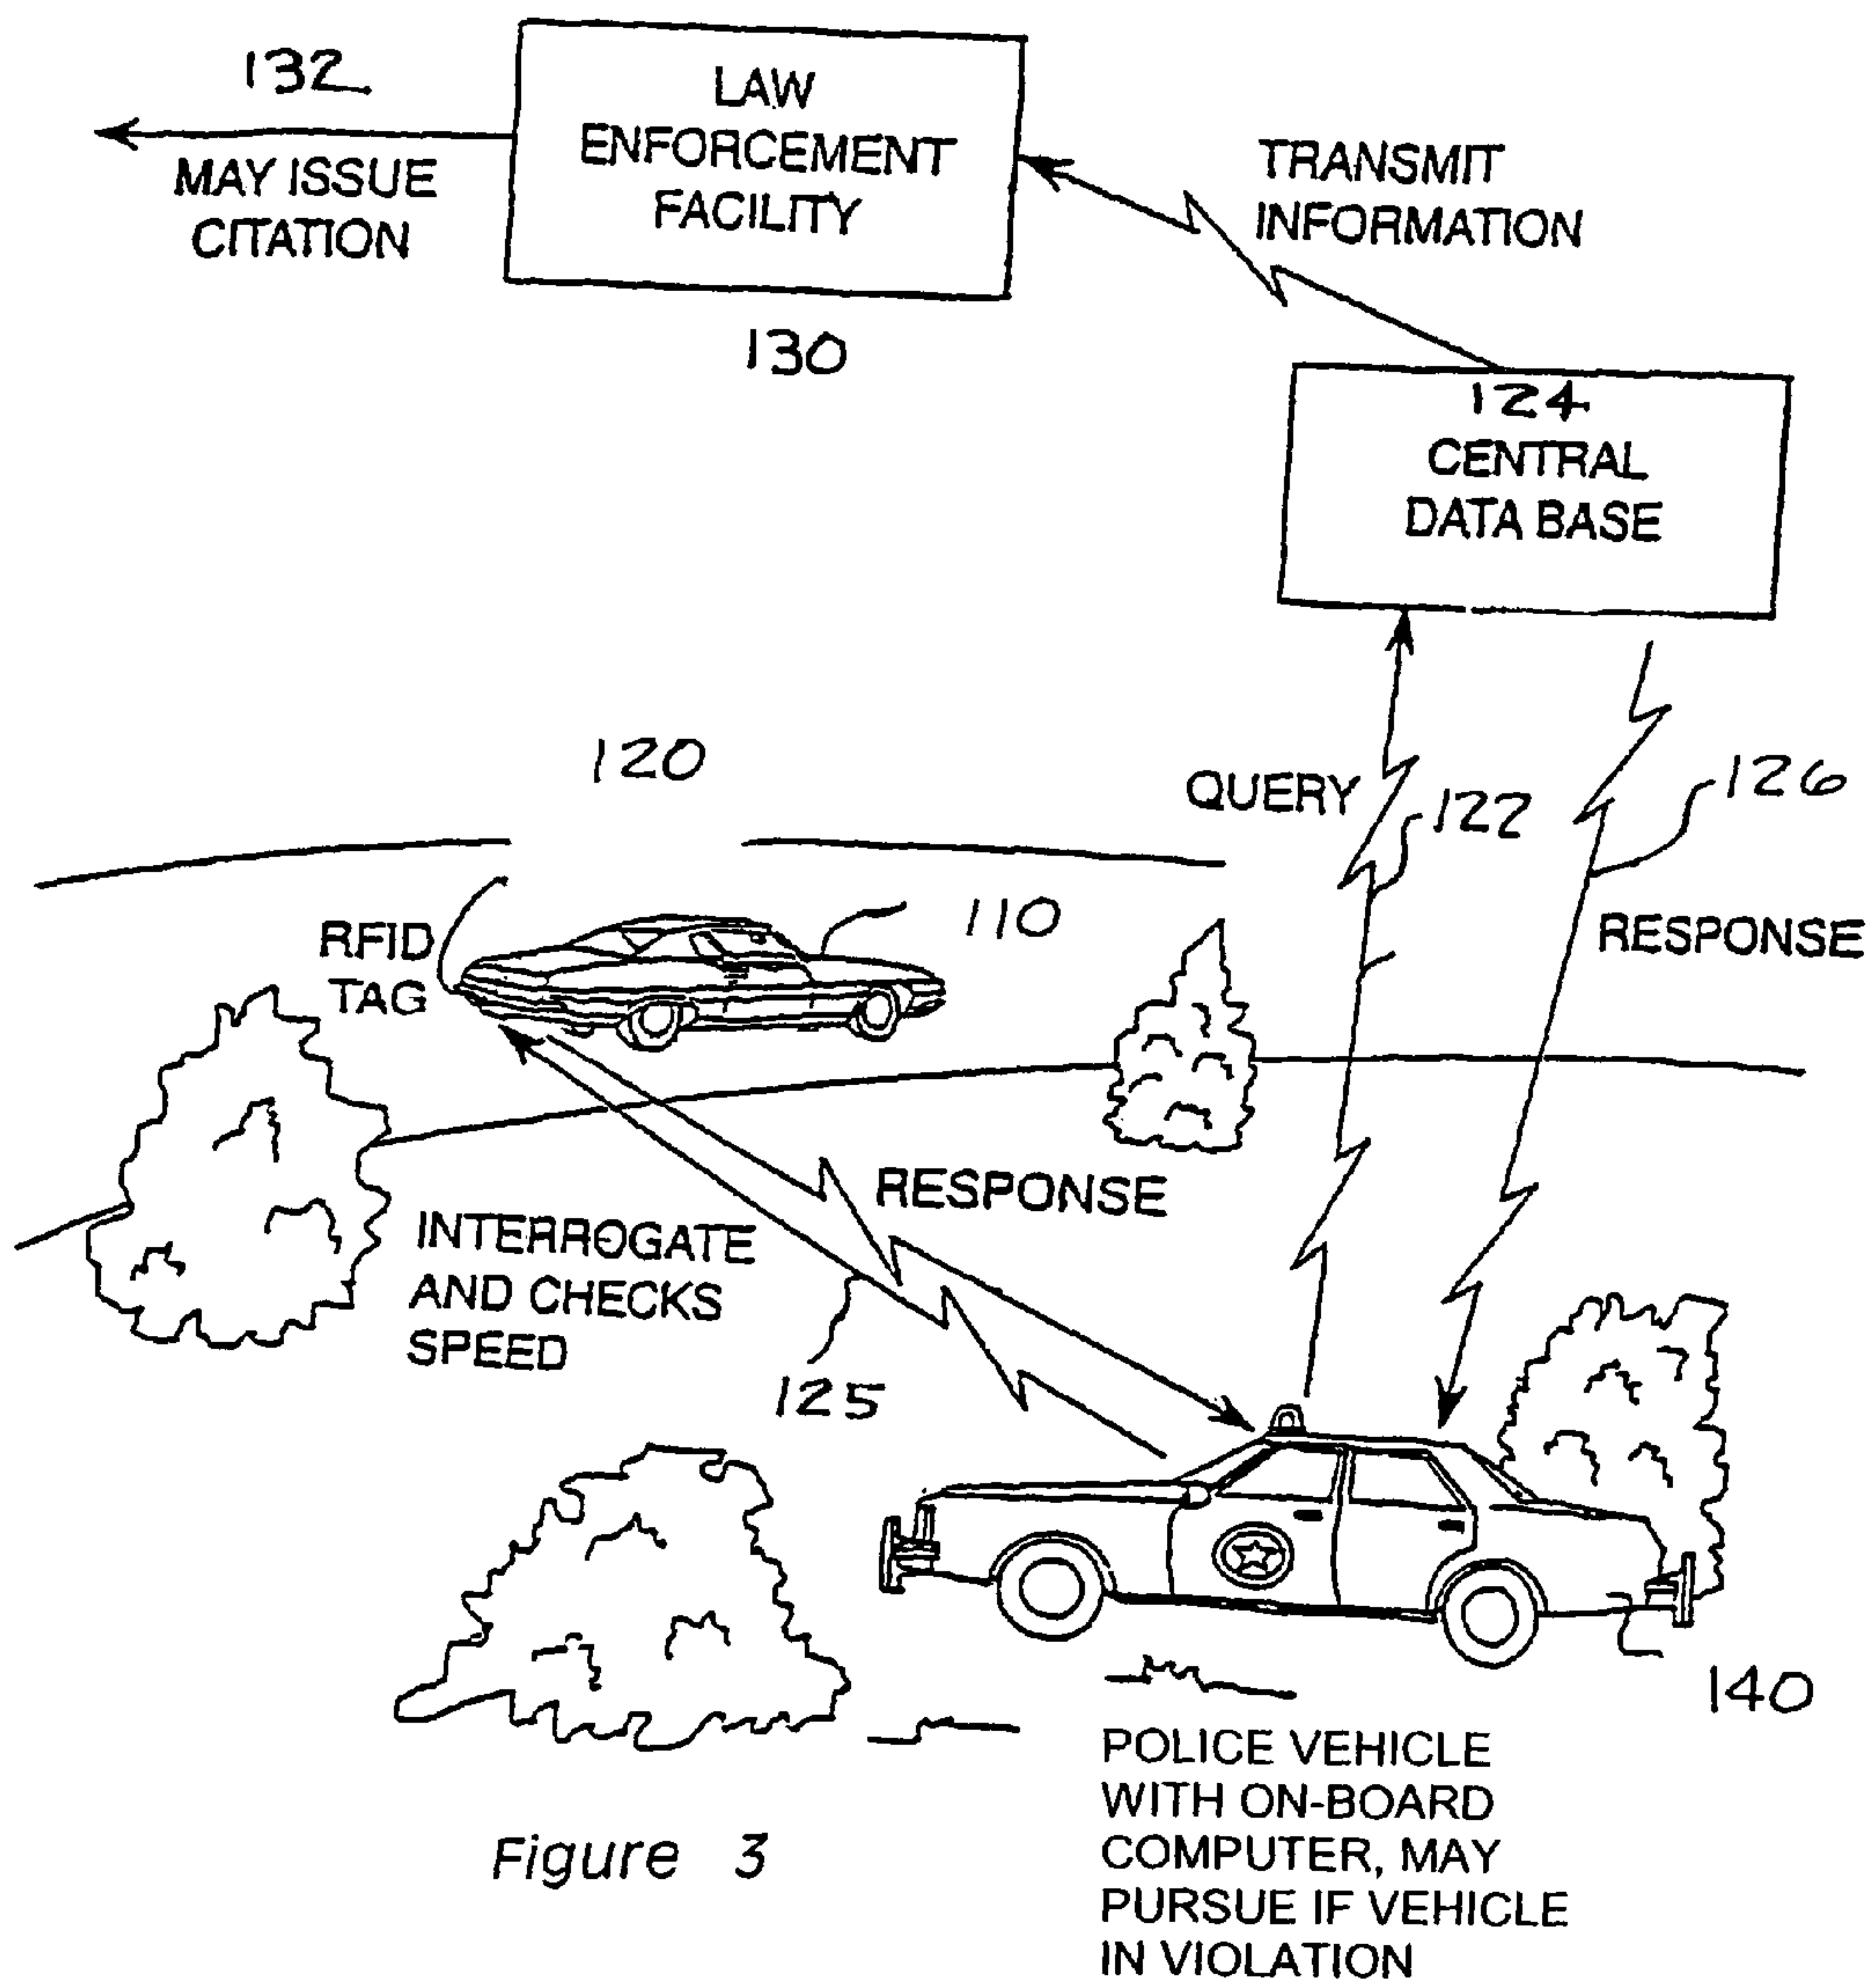 132
MAY ISSUE
CITATION
LAW
ENFORCEMENT
FACILITY
130
TRANSMIT
INFORMATION
124
CENTRAL
DATA BASE
120
QUERY
122
126
RESPONSE
RFID
TAG
110
RESPONSE
INTERROGATE
AND CHECKS
SPEED
125
140
POLICE VEHICLE
WITH ON-BOARD
COMPUTER, MAY
PURSUE IF VEHICLE
IN VIOLATION
Figure 3